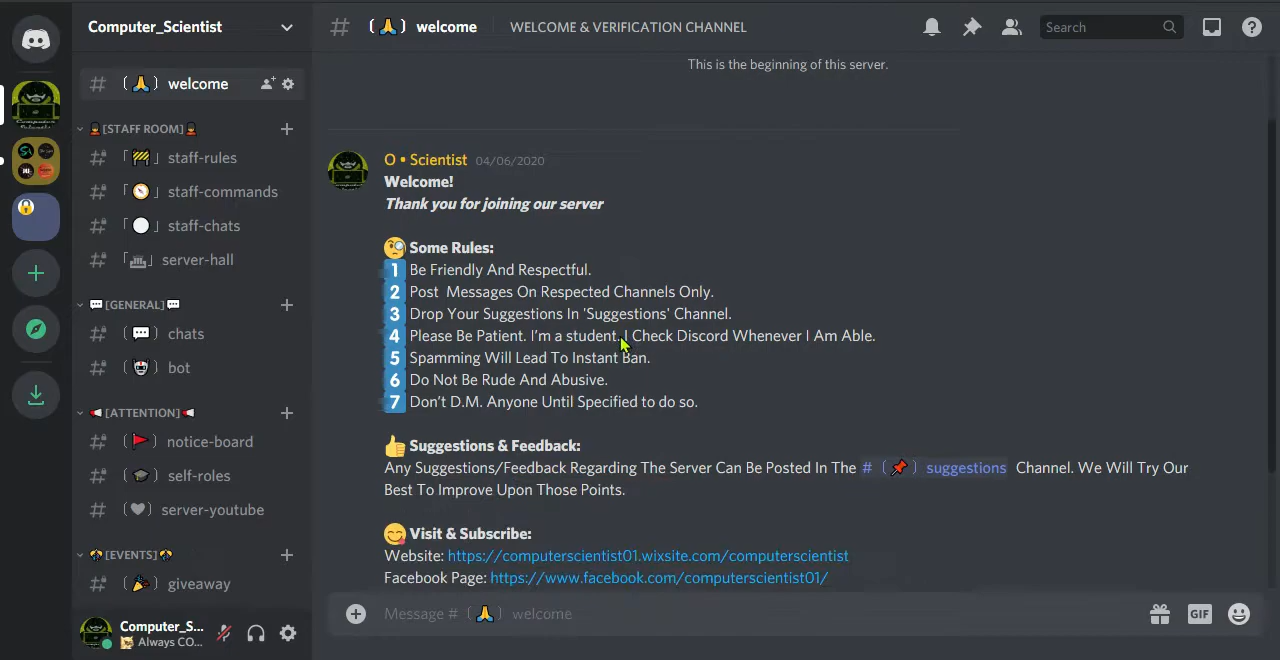 Computer_Scientist
welcome
[STAFF ROOM]
staff-rules
staff-commands
staff-chats
server-hall
[GENERAL]
chats
bot
[ATTENTION]
notice-board
self-roles
server-youtube
[EVENTS]
giveaway
Computer_S...
Always CO...
# (🙏) welcome
WELCOME & VERIFICATION CHANNEL
Search
This is the beginning of this server.
O • Scientist 04/06/2020
Welcome!
Thank you for joining our server
🧐 Some Rules:
1 Be Friendly And Respectful.
2 Post Messages On Respected Channels Only.
3 Drop Your Suggestions In 'Suggestions' Channel.
4 Please Be Patient. I'm a student. I Check Discord Whenever I Am Able.
5 Spamming Will Lead To Instant Ban.
6 Do Not Be Rude And Abusive.
7 Don't D.M. Anyone Until Specified to do so.
👍 Suggestions & Feedback:
Any Suggestions/Feedback Regarding The Server Can Be Posted In The # (📌) suggestions Channel. We Will Try Our
Best To Improve Upon Those Points.
😋 Visit & Subscribe:
Website: https://computerscientist01.wixsite.com/computerscientist
Facebook Page: https://www.facebook.com/computerscientist01/
Message # (🙏) welcome
GIF